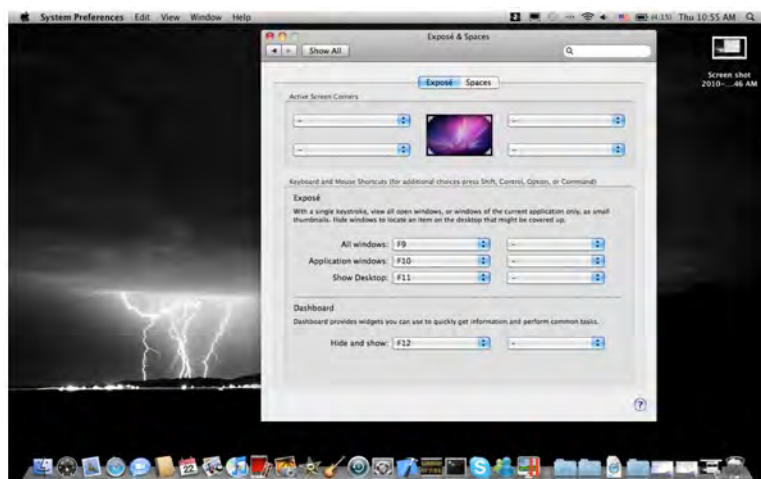 System Preferences Edit View Window Help
(4:15) Thu 10:55 AM
Exposé & Spaces
Show All
Screen shot
2010-....46 AM
Exposé Spaces
Active Screen Corners
- -
- -
Keyboard and Mouse Shortcuts (for additional choices press Shift, Control, Option, or Command)
Exposé
With a single keystroke, view all open windows, or windows of the current application only, as small
thumbnails. Hide windows to locate an item on the desktop that might be covered up.
All windows: F9 -
Application windows: F10 -
Show Desktop: F11 -
Dashboard
Dashboard provides widgets you can use to quickly get information and perform common tasks.
Hide and show: F12 -
?
22